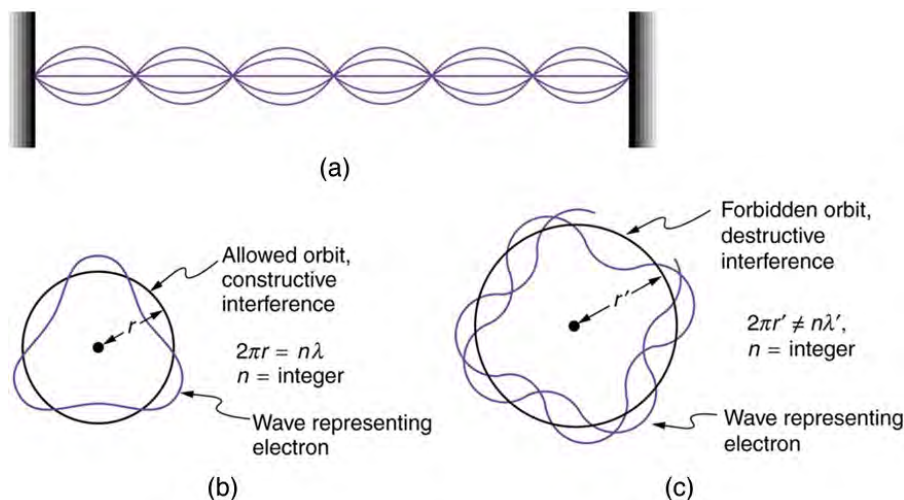 (a)
Allowed orbit,
constructive
interference
r
2πr = nλ
n = integer
Wave representing
electron
(b)
Forbidden orbit,
destructive
interference
r′
2πr′ ≠ nλ′,
n = integer
Wave representing
electron
(c)